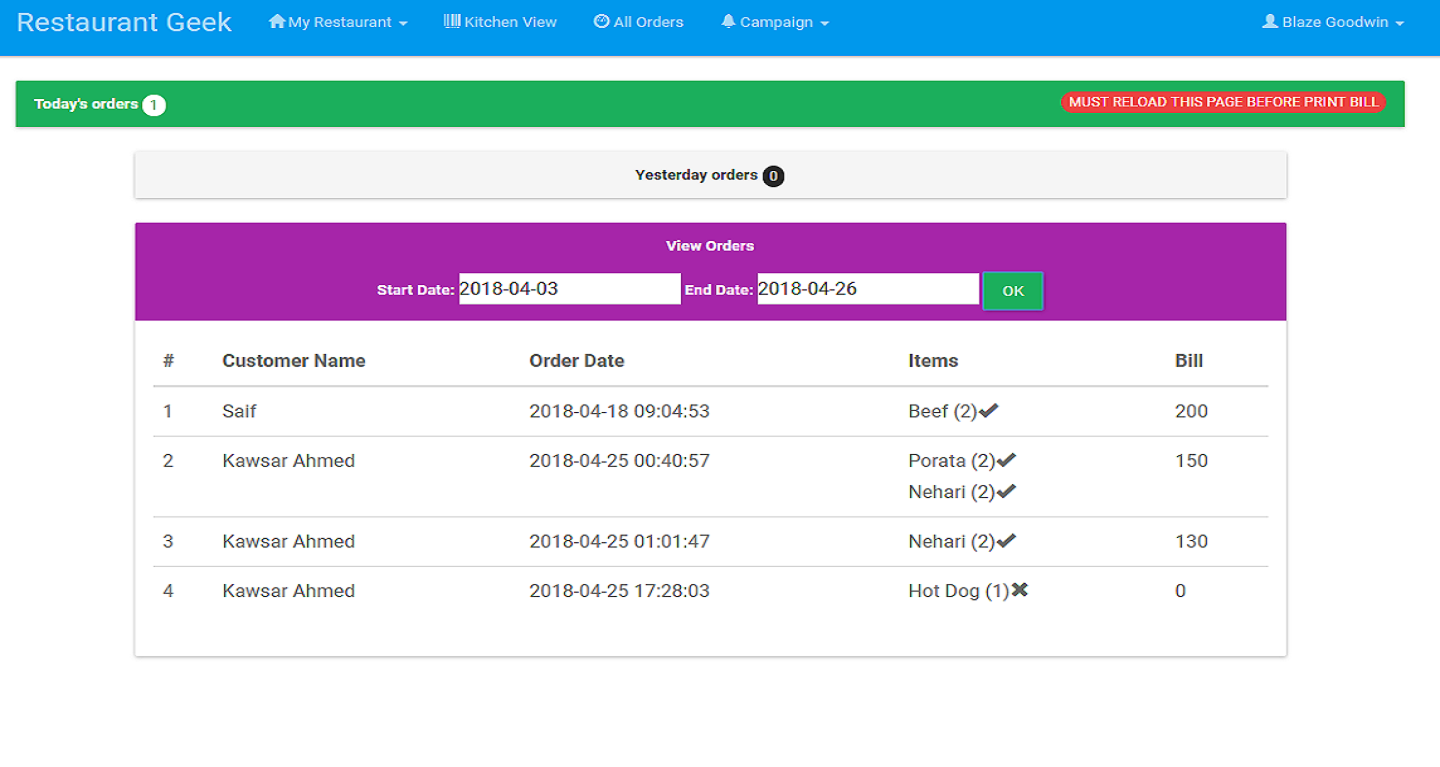 Restaurant Geek My Restaurant Kitchen View All Orders Campaign Blaze Goodwin
Today's orders 1 MUST RELOAD THIS PAGE BEFORE PRINT BILL
Yesterday orders 0
View Orders
Start Date: 2018-04-03 End Date: 2018-04-26 OK
# Customer Name Order Date Items Bill
1 Saif 2018-04-18 09:04:53 Beef (2)✔ 200
2 Kawsar Ahmed 2018-04-25 00:40:57 Porata (2)✔ 150
Nehari (2)✔
3 Kawsar Ahmed 2018-04-25 01:01:47 Nehari (2)✔ 130
4 Kawsar Ahmed 2018-04-25 17:28:03 Hot Dog (1)✖ 0